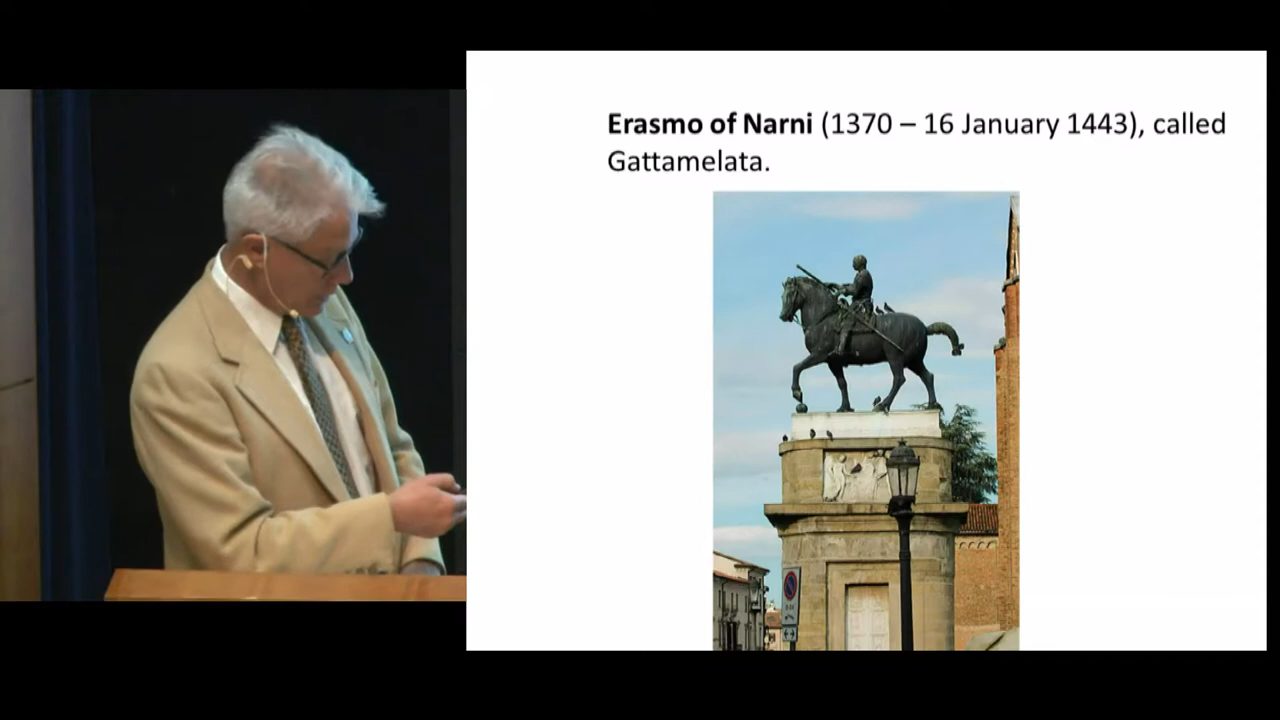 Erasmo of Narni (1370 – 16 January 1443), called
Gattamelata.